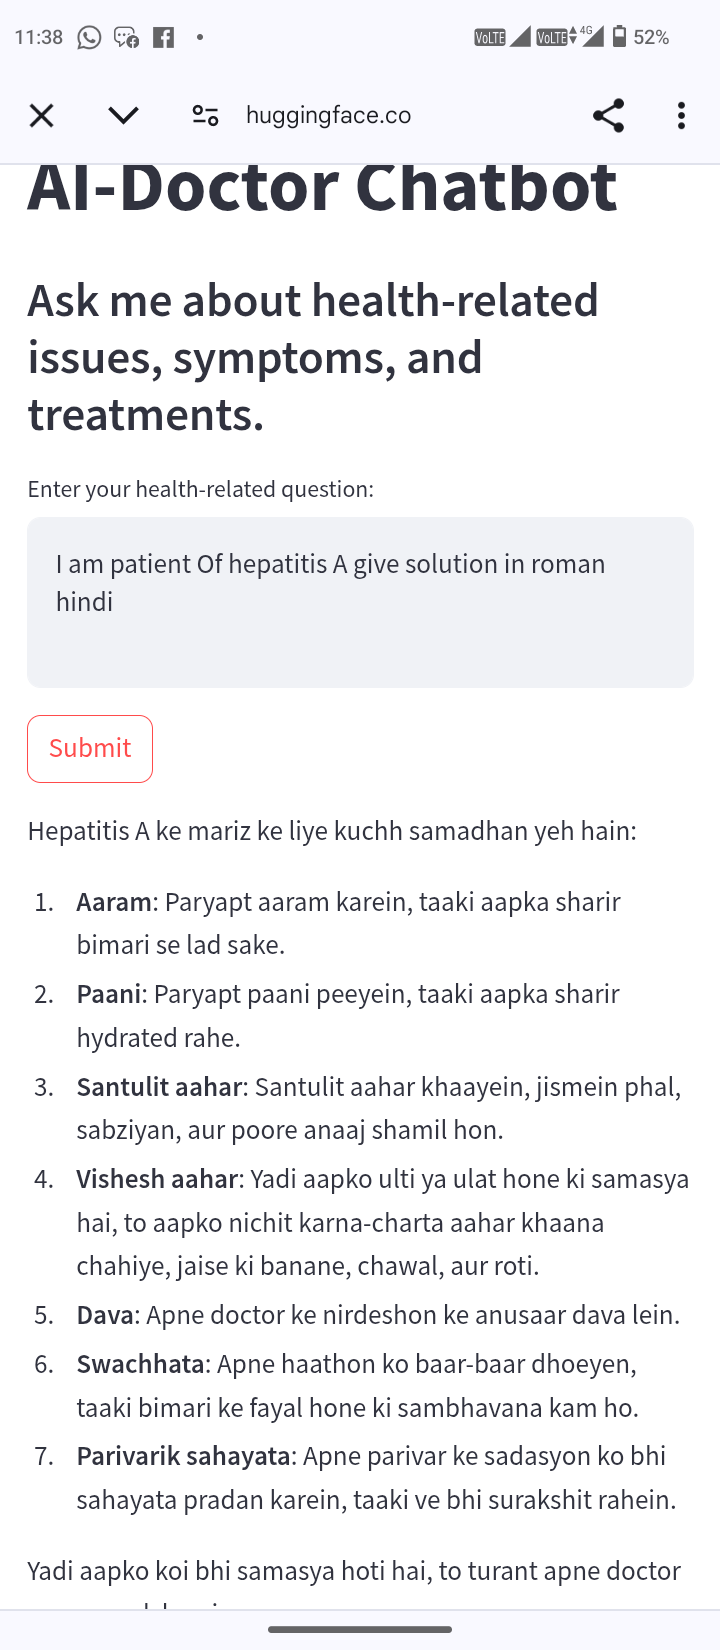 11:38
VoLTE VoLTE 4G 52%
huggingface.co
AI-Doctor Chatbot
Ask me about health-related
issues, symptoms, and
treatments.
Enter your health-related question:
I am patient Of hepatitis A give solution in roman
hindi
Submit
Hepatitis A ke mariz ke liye kuchh samadhan yeh hain:
1. Aaram: Paryapt aaram karein, taaki aapka sharir
bimari se lad sake.
2. Paani: Paryapt paani peeyein, taaki aapka sharir
hydrated rahe.
3. Santulit aahar: Santulit aahar khaayein, jismein phal,
sabziyan, aur poore anaaj shamil hon.
4. Vishesh aahar: Yadi aapko ulti ya ulat hone ki samasya
hai, to aapko nichit karna-charta aahar khaana
chahiye, jaise ki banane, chawal, aur roti.
5. Dava: Apne doctor ke nirdeshon ke anusaar dava lein.
6. Swachhata: Apne haathon ko baar-baar dhoeyen,
taaki bimari ke fayal hone ki sambhavana kam ho.
7. Parivarik sahayata: Apne parivar ke sadasyon ko bhi
sahayata pradan karein, taaki ve bhi surakshit rahein.
Yadi aapko koi bhi samasya hoti hai, to turant apne doctor